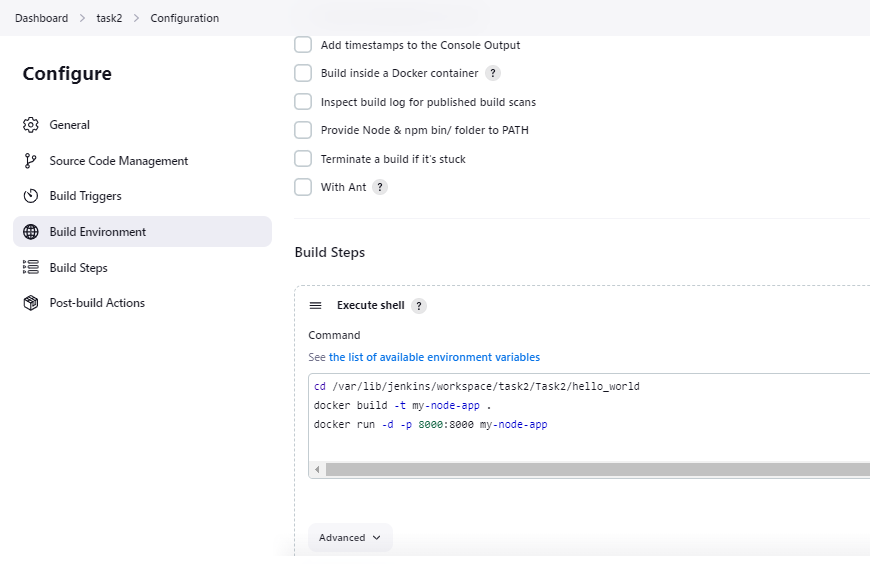 Dashboard > task2 > Configuration
Configure
General
Source Code Management
Build Triggers
Build Environment
Build Steps
Post-build Actions
Add timestamps to the Console Output
Build inside a Docker container ?
Inspect build log for published build scans
Provide Node & npm bin/ folder to PATH
Terminate a build if it's stuck
With Ant ?
Build Steps
Execute shell ?
Command
See the list of available environment variables
cd /var/lib/jenkins/workspace/task2/Task2/hello_world
docker build -t my-node-app .
docker run -d -p 8000:8000 my-node-app
Advanced